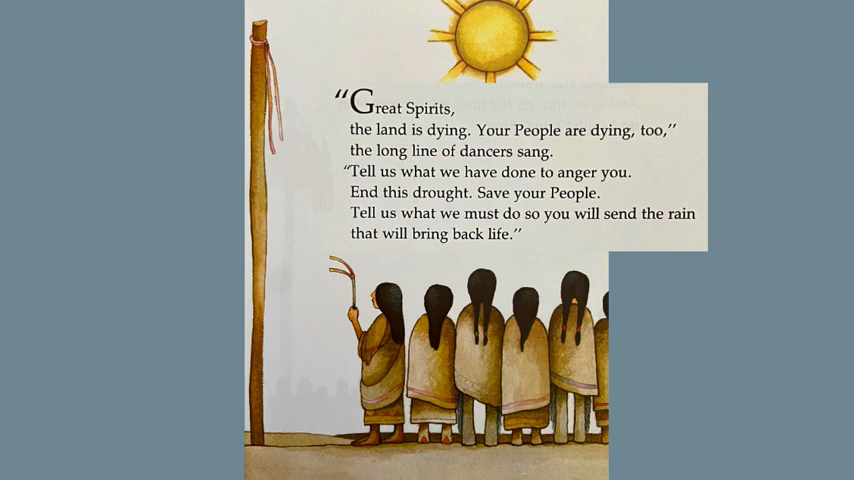 “Great Spirits,
the land is dying. Your People are dying, too,”
the long line of dancers sang.
“Tell us what we have done to anger you.
End this drought. Save your People.
Tell us what we must do so you will send the rain
that will bring back life.”